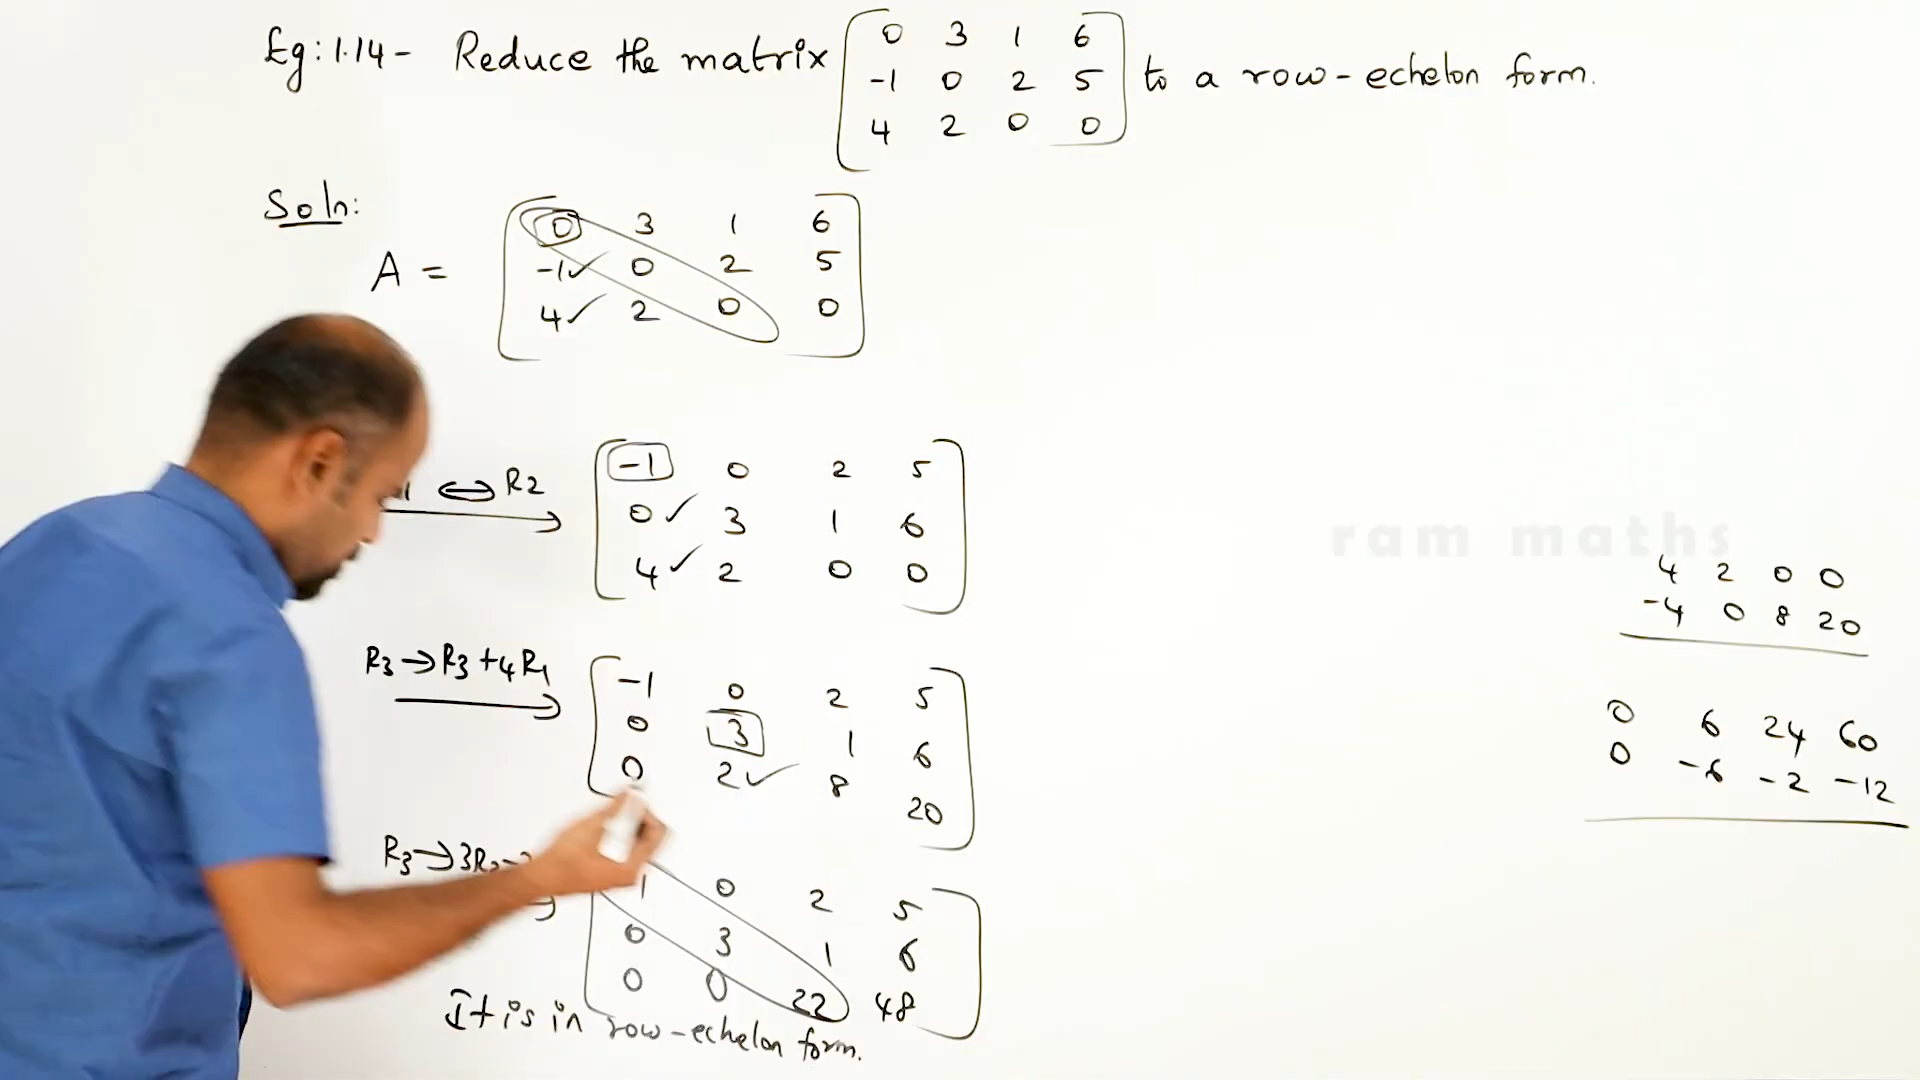 Eg: 1.14 - Reduce the matrix [ 0 3 1 6
-1 0 2 5
4 2 0 0 ] to a row-echelon form.
Soln:
A = [ 0 3 1 6
-1 ✓ 0 2 5
4 ✓ 2 0 0 ]
⇔ R2 [ -1 0 2 5
0 ✓ 3 1 6
4 ✓ 2 0 0 ]
R3 → R3 + 4R1 [ -1 0 2 5
0 3 1 6
0 2 ✓ 8 20 ]
R3 → 3R
1 0 2 5
0 3 1 6
0 0 22 48
It is in row-echelon form.
ram maths
4 2 0 0
-4 0 8 20
0 6 24 60
0 -6 -2 -12